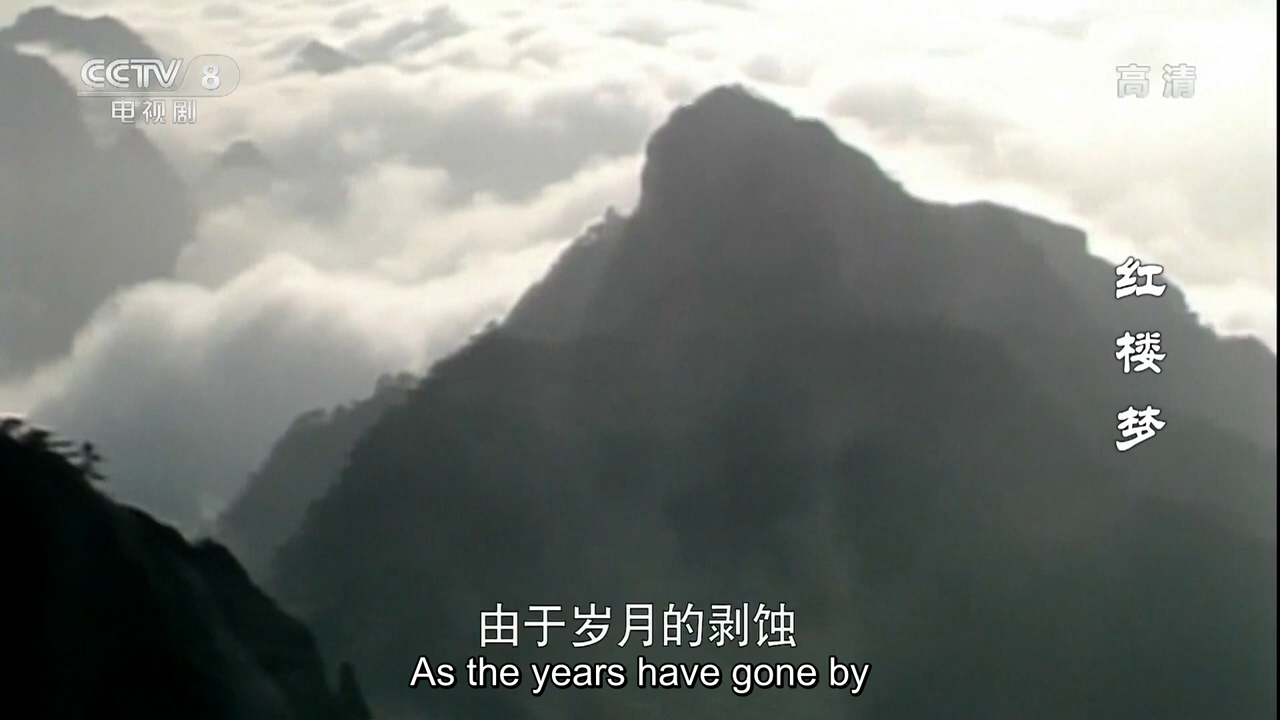 CCTV 8
电视剧
高清
红楼梦
由于岁月的剥蚀
As the years have gone by